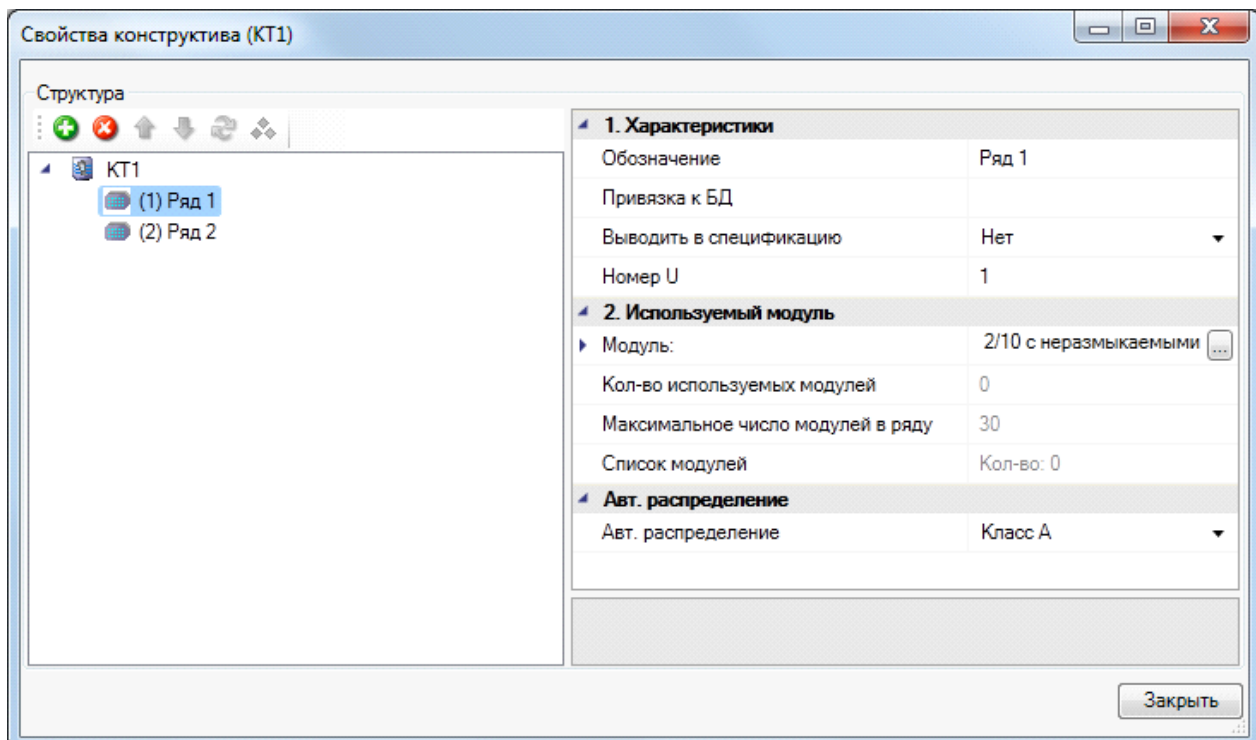 Свойства конструктива (КТ1)
Структура
КТ1
(1) Ряд 1
(2) Ряд 2
1. Характеристики
Обозначение Ряд 1
Привязка к БД
Выводить в спецификацию Нет
Номер U 1
2. Используемый модуль
Модуль: 2/10 с неразмыкаемыми ...
Кол-во используемых модулей 0
Максимальное число модулей в ряду 30
Список модулей Кол-во: 0
Авт. распределение
Авт. распределение Класс А
Закрыть